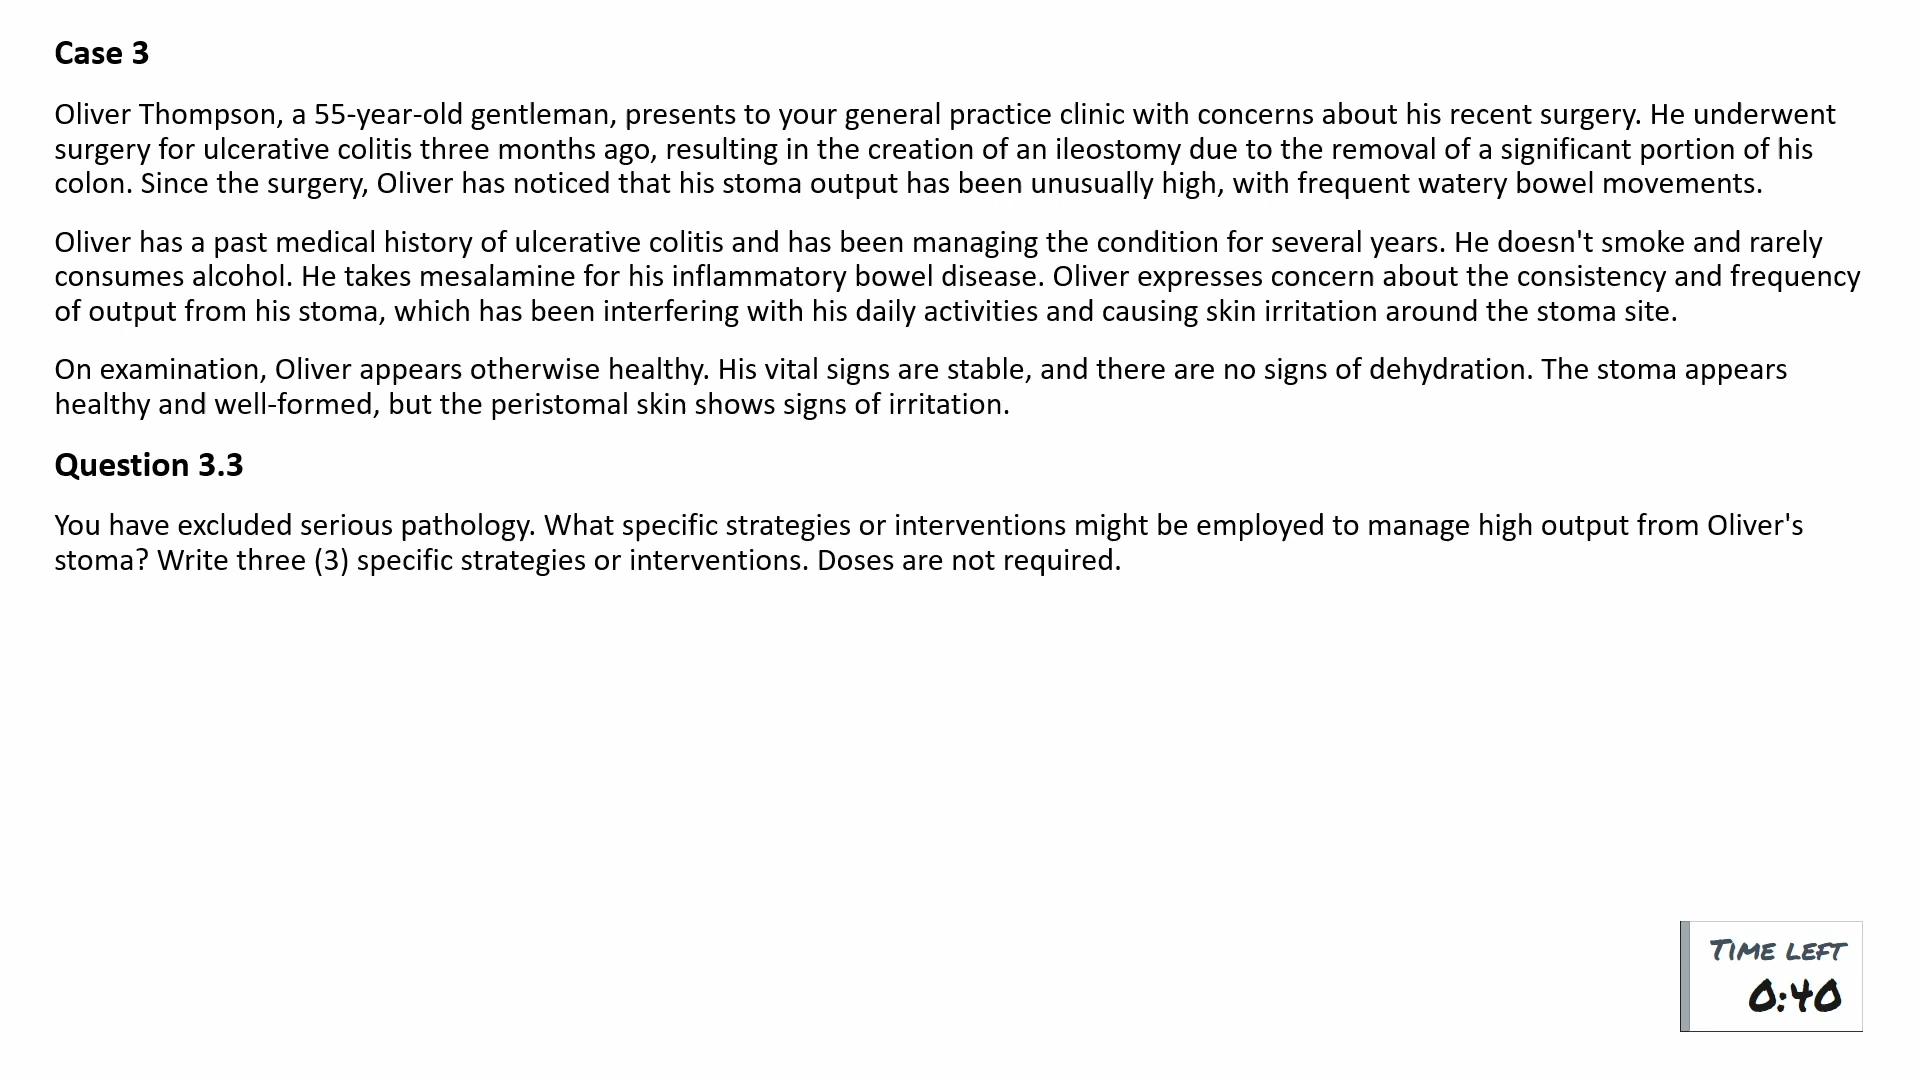 Case 3
Oliver Thompson, a 55-year-old gentleman, presents to your general practice clinic with concerns about his recent surgery. He underwent
surgery for ulcerative colitis three months ago, resulting in the creation of an ileostomy due to the removal of a significant portion of his
colon. Since the surgery, Oliver has noticed that his stoma output has been unusually high, with frequent watery bowel movements.
Oliver has a past medical history of ulcerative colitis and has been managing the condition for several years. He doesn't smoke and rarely
consumes alcohol. He takes mesalamine for his inflammatory bowel disease. Oliver expresses concern about the consistency and frequency
of output from his stoma, which has been interfering with his daily activities and causing skin irritation around the stoma site.
On examination, Oliver appears otherwise healthy. His vital signs are stable, and there are no signs of dehydration. The stoma appears
healthy and well-formed, but the peristomal skin shows signs of irritation.
Question 3.3
You have excluded serious pathology. What specific strategies or interventions might be employed to manage high output from Oliver's
stoma? Write three (3) specific strategies or interventions. Doses are not required.
TIME LEFT
0:40